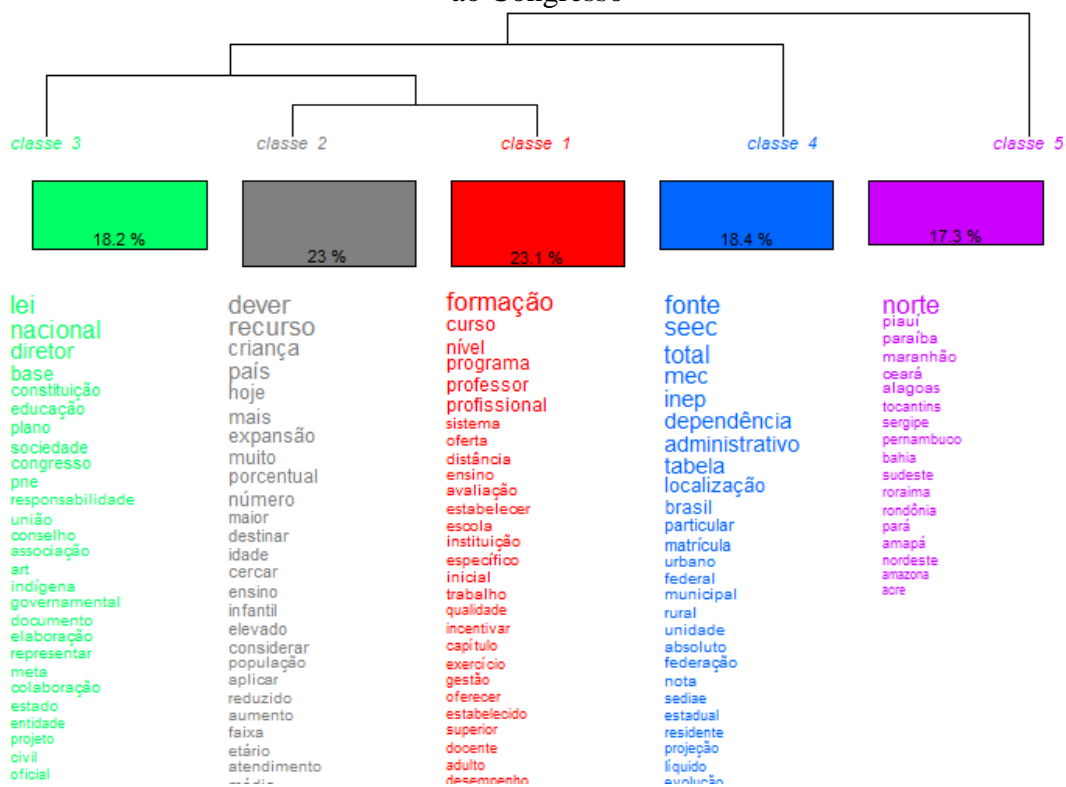 ao Congresso
classe 3
classe 2
classe 1
classe 4
classe 5
18.2 %
23 %
23.1 %
18.4 %
17.3 %
lei
nacional
diretor
base
constituição
educação
plano
sociedade
congresso
pne
responsabilidade
união
conselho
associação
art
indígena
governamental
documento
elaboração
representar
meta
colaboração
estado
entidade
projeto
civil
oficial
dever
recurso
criança
país
hoje
mais
expansão
muito
porcentual
número
maior
destinar
idade
cercar
ensino
infantil
elevado
considerar
população
aplicar
reduzido
aumento
faixa
etário
atendimento
formação
curso
nível
programa
professor
profissional
sistema
oferta
distância
ensino
avaliação
estabelecer
escola
instituição
específico
inicial
trabalho
qualidade
incentivar
capítulo
exercício
gestão
oferecer
estabelecido
superior
docente
adulto
desempenho
fonte
seec
total
mec
inep
dependência
administrativo
tabela
localização
brasil
particular
matrícula
urbano
federal
municipal
rural
unidade
absoluto
federação
nota
sediae
estadual
residente
projeção
líquido
evolução
norte
piauí
paraíba
maranhão
ceará
alagoas
tocantins
sergipe
pernambuco
bahia
sudeste
roraima
rondônia
pará
amapá
nordeste
amazona
acre